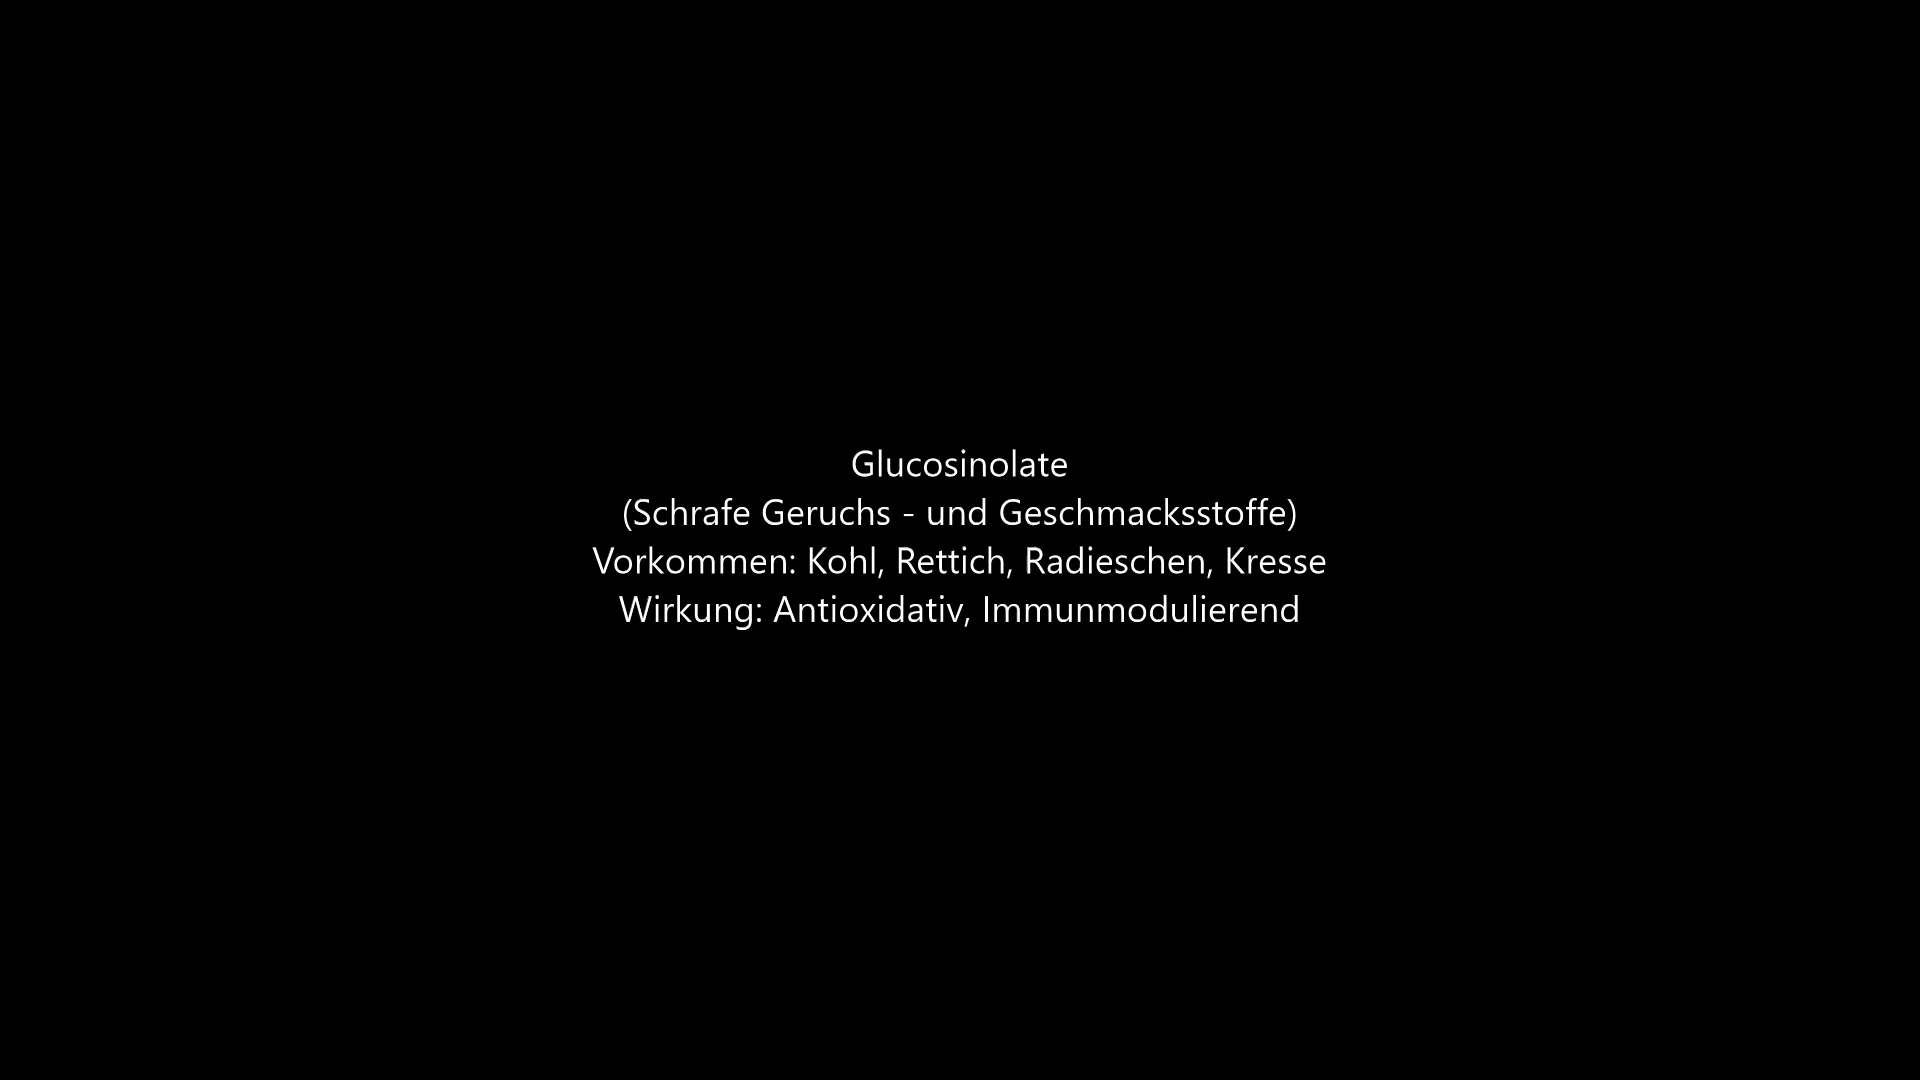 Glucosinolate
(Schrafe Geruchs - und Geschmacksstoffe)
Vorkommen: Kohl, Rettich, Radieschen, Kresse
Wirkung: Antioxidativ, Immunmodulierend